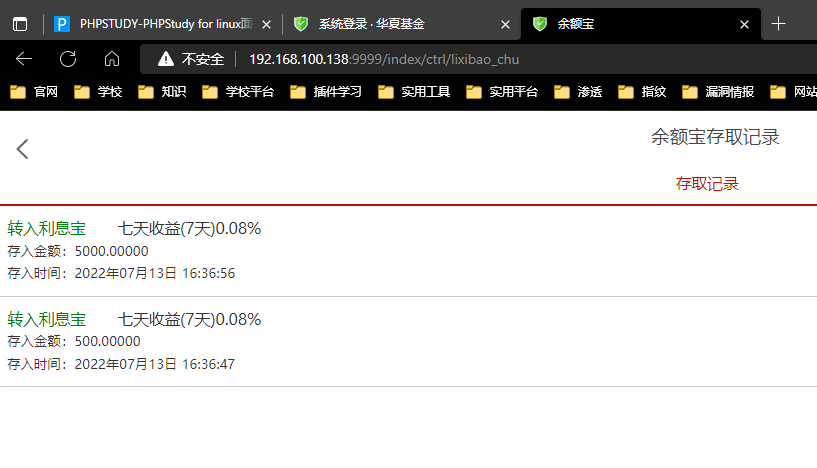 PHPSTUDY-PHPStudy for linux面
系统登录 · 华夏基金
余额宝
不安全 192.168.100.138:9999/index/ctrl/lixibao_chu
官网 学校 知识 学校平台 插件学习 实用工具 实用平台 渗透 指纹 漏洞情报 网站
余额宝存取记录
存取记录
转入利息宝 七天收益(7天)0.08%
存入金额：5000.00000
存入时间：2022年07月13日 16:36:56
转入利息宝 七天收益(7天)0.08%
存入金额：500.00000
存入时间：2022年07月13日 16:36:47